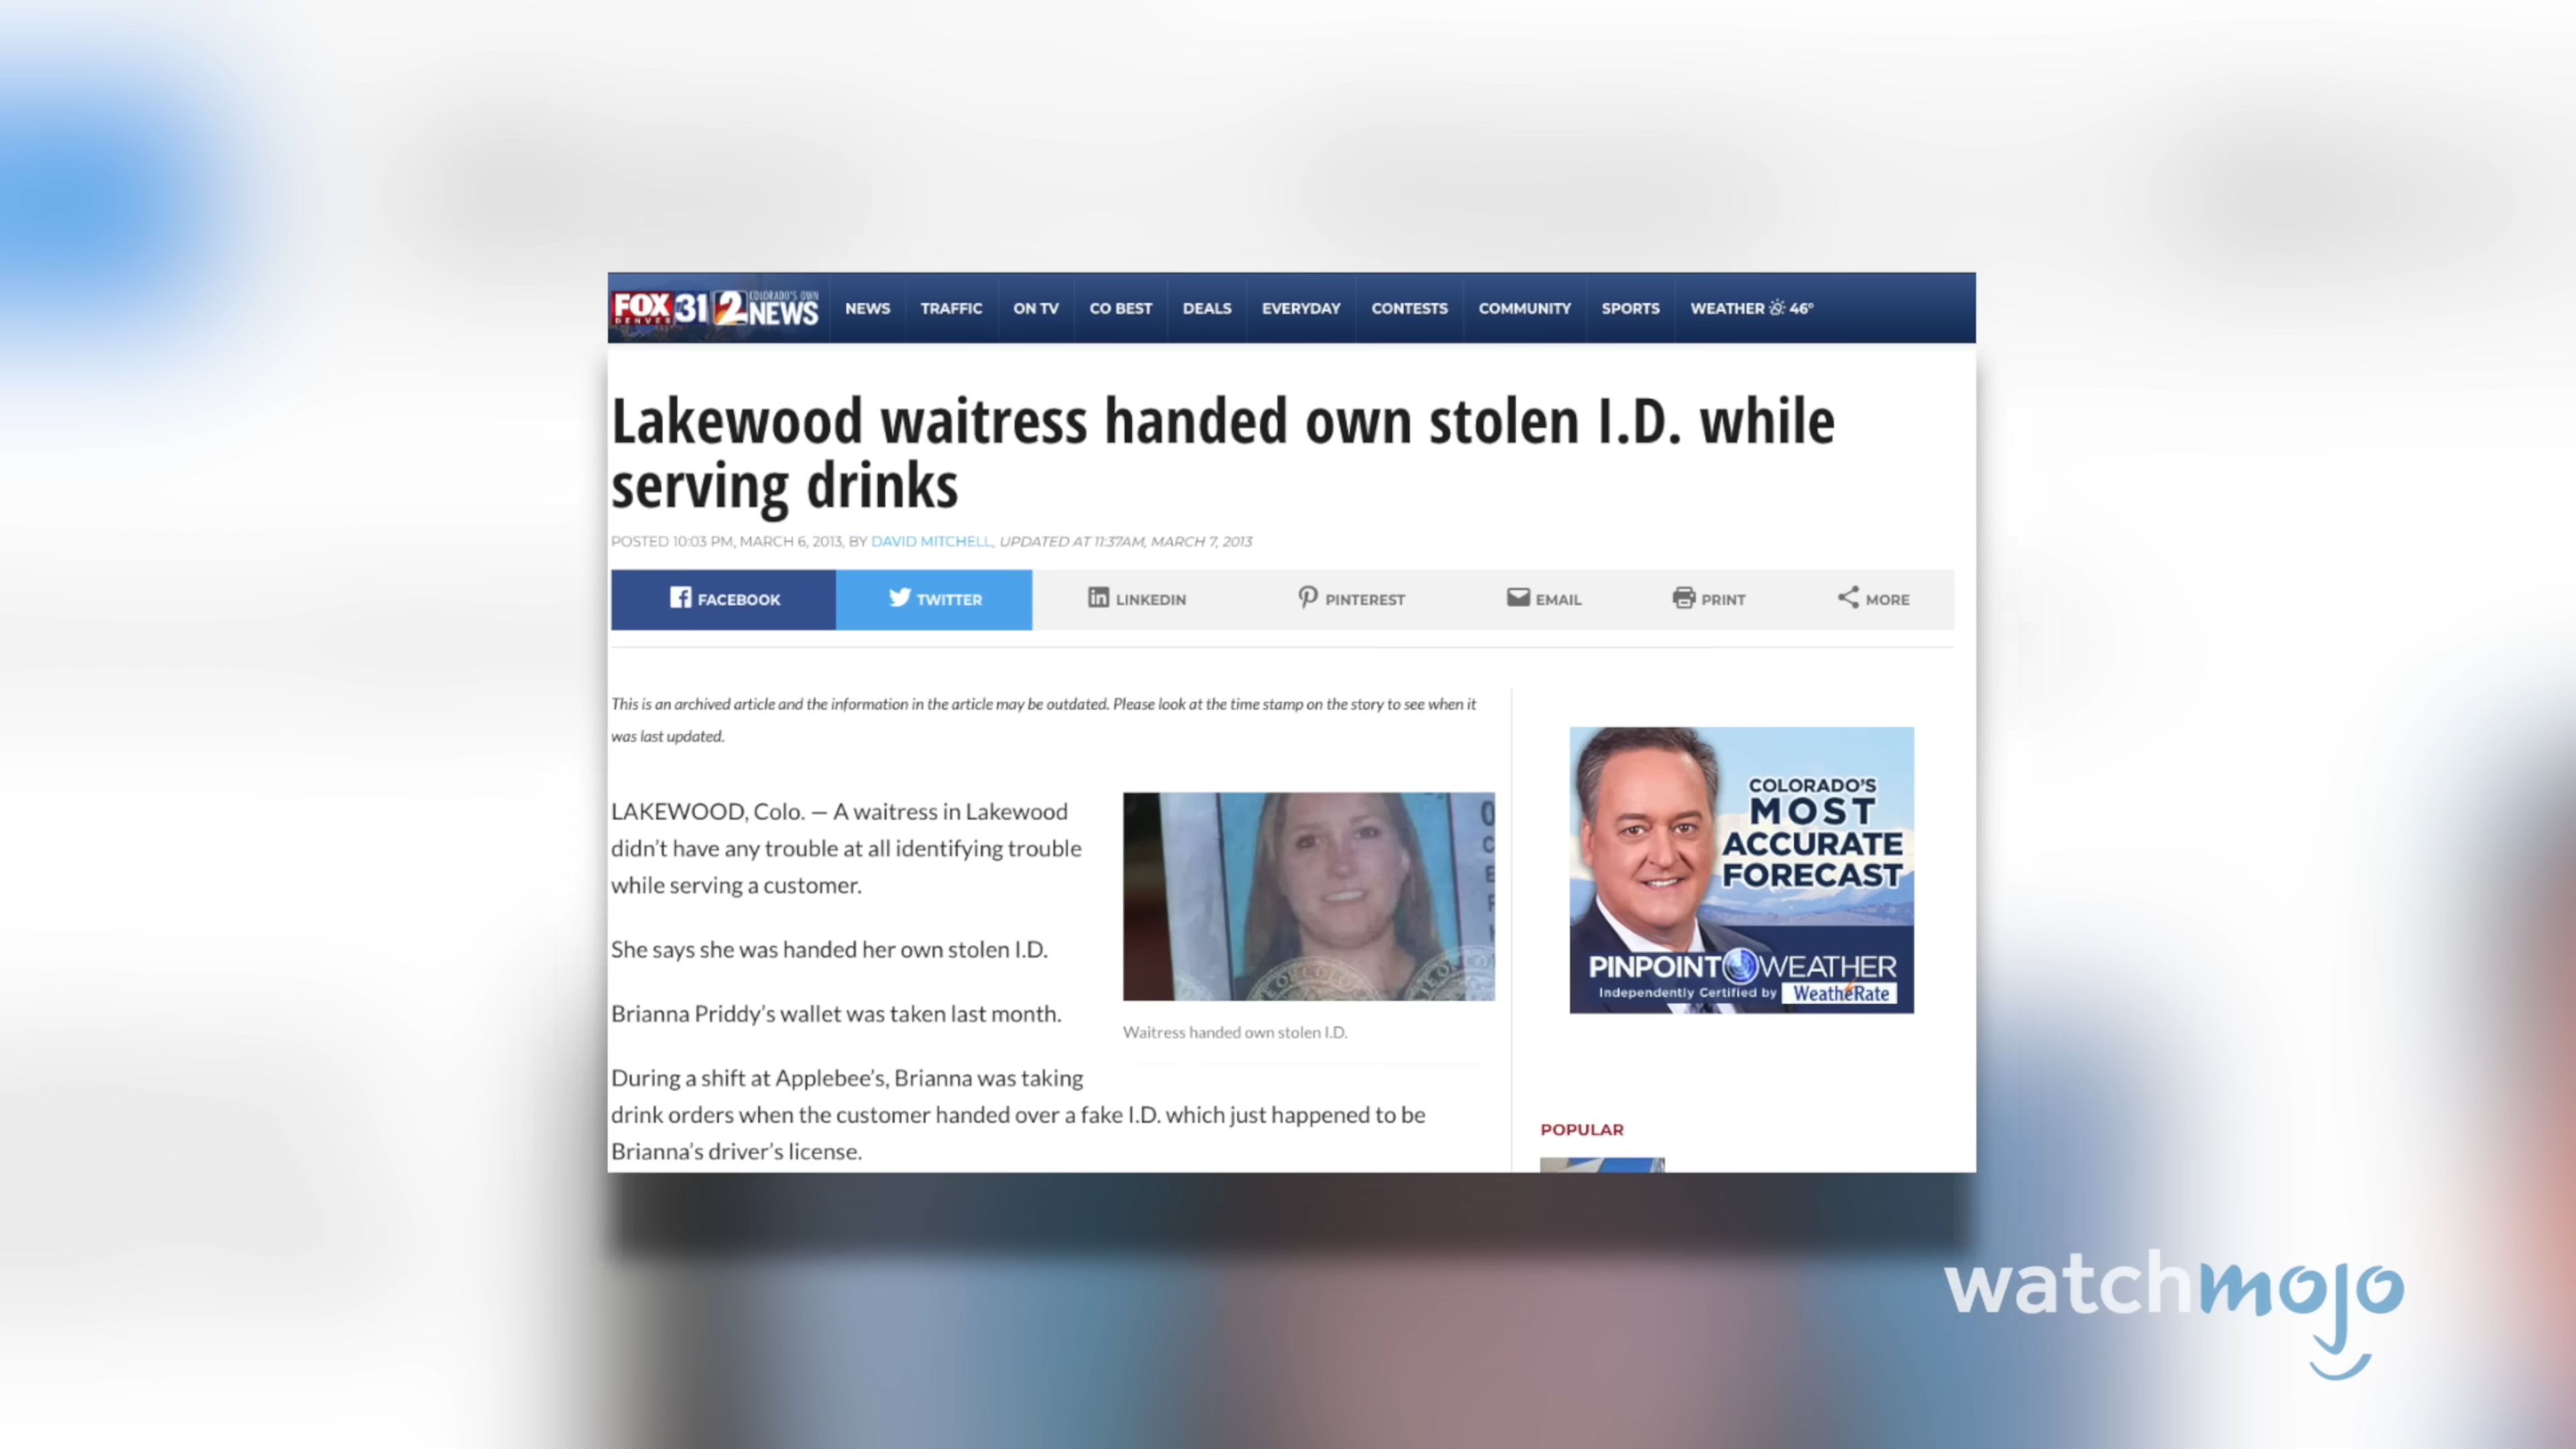 FOX 31 2 COLORADO'S OWN NEWS
DENVER
NEWS TRAFFIC ON TV CO BEST DEALS EVERYDAY CONTESTS COMMUNITY SPORTS WEATHER 46°
Lakewood waitress handed own stolen I.D. while
serving drinks
POSTED 10:03 PM, MARCH 6, 2013, BY DAVID MITCHELL, UPDATED AT 11:37AM, MARCH 7, 2013
FACEBOOK TWITTER LINKEDIN PINTEREST EMAIL PRINT MORE
This is an archived article and the information in the article may be outdated. Please look at the time stamp on the story to see when it
was last updated.
LAKEWOOD, Colo. — A waitress in Lakewood
didn't have any trouble at all identifying trouble
while serving a customer.
She says she was handed her own stolen I.D.
Brianna Priddy's wallet was taken last month.
During a shift at Applebee's, Brianna was taking
drink orders when the customer handed over a fake I.D. which just happened to be
Brianna's driver's license.
Waitress handed own stolen I.D.
COLORADO'S
MOST
ACCURATE
FORECAST
PINPOINT WEATHER
Independently Certified by WeatheRate
POPULAR
watchmojo